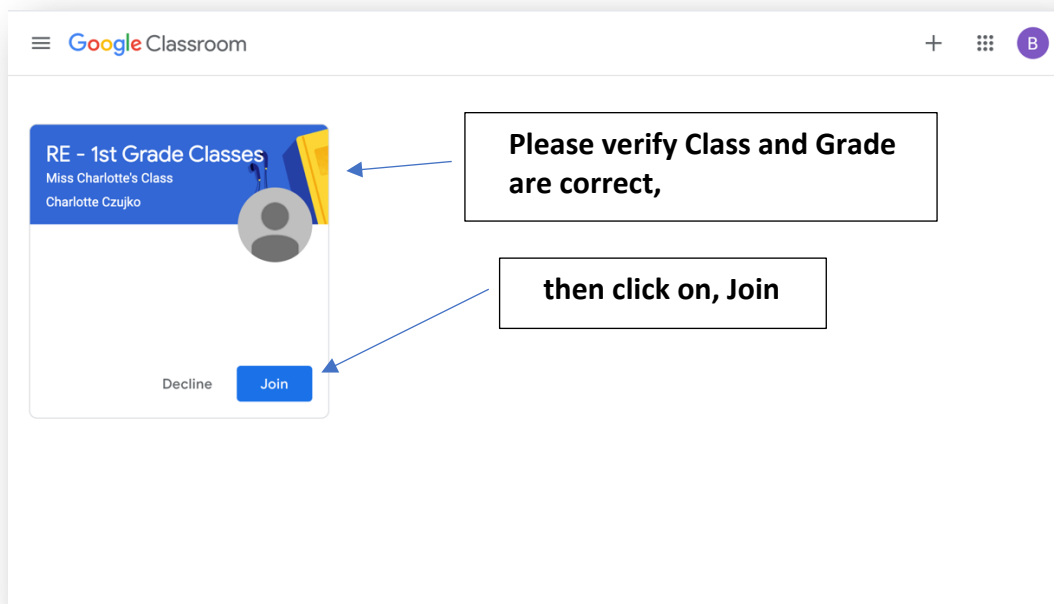 Google Classroom
B
RE - 1st Grade Classes
Miss Charlotte's Class
Charlotte Czujko
Please verify Class and Grade
are correct,
then click on, Join
Decline
Join